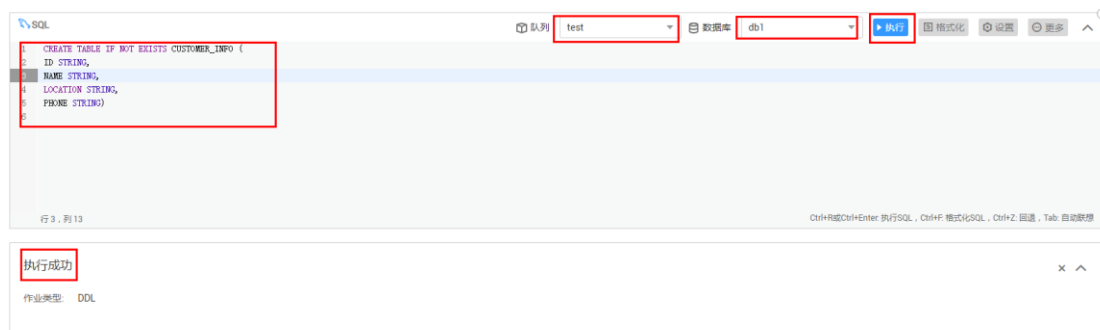 SQL 队列 test 数据库 db1 执行 格式化 设置 更多
1 CREATE TABLE IF NOT EXISTS CUSTOMER_INFO (
2 ID STRING,
3 NAME STRING,
4 LOCATION STRING,
5 PHONE STRING)
6
行 3，列 13 Ctrl+R或Ctrl+Enter: 执行SQL，Ctrl+F: 格式化SQL，Ctrl+Z: 回退，Tab: 自动联想
执行成功
作业类型: DDL